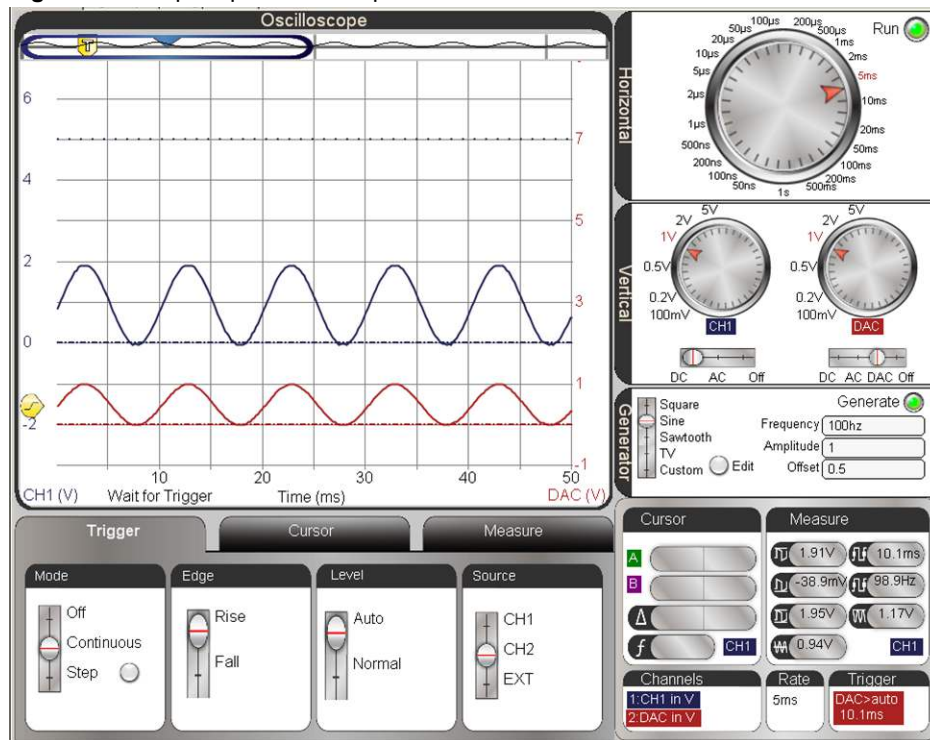 Oscilloscope
6
4
2
0
-2
7
5
3
1
-1
10
20
30
40
50
CH1 (V)
Wait for Trigger
Time (ms)
DAC (V)
Horizontal
Run
50ns
100ns
200ns
500ns
1µs
2µs
5µs
10µs
20µs
50µs
100µs
200µs
500µs
1ms
2ms
5ms
10ms
20ms
50ms
100ms
200ms
500ms
1s
Vertical
5V
2V
1V
0.5V
0.2V
100mV
CH1
DC AC Off
5V
2V
1V
0.5V
0.2V
100mV
DAC
DC AC DAC Off
Generator
Square
Sine
Sawtooth
TV
Custom
Edit
Generate
Frequency 100hz
Amplitude 1
Offset 0.5
Trigger
Cursor
Measure
Mode
Off
Continuous
Step
Edge
Rise
Fall
Level
Auto
Normal
Source
CH1
CH2
EXT
Cursor
A
B
Δ
f
CH1
Measure
1.91V
10.1ms
-38.9mV
98.9Hz
1.95V
1.17V
0.94V
CH1
Channels
1:CH1 in V
2:DAC in V
Rate
5ms
Trigger
DAC>auto
10.1ms